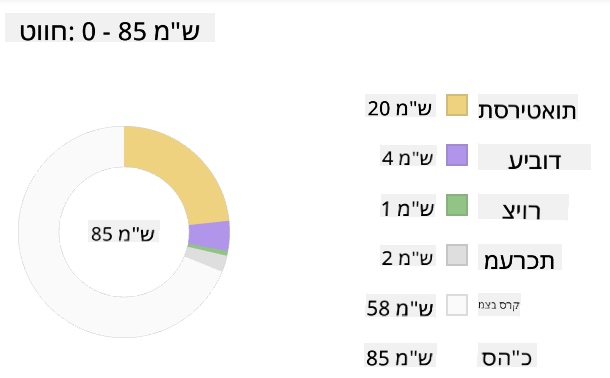 חווט: 0 - 85 ש"מ
תואטירסת 20 ש"מ
דוביע 4 ש"מ
רויצ 1 ש"מ
תכרעמ 2 ש"מ
קרס בצמ 58 ש"מ
כ"הס 85 ש"מ
85 ש"מ